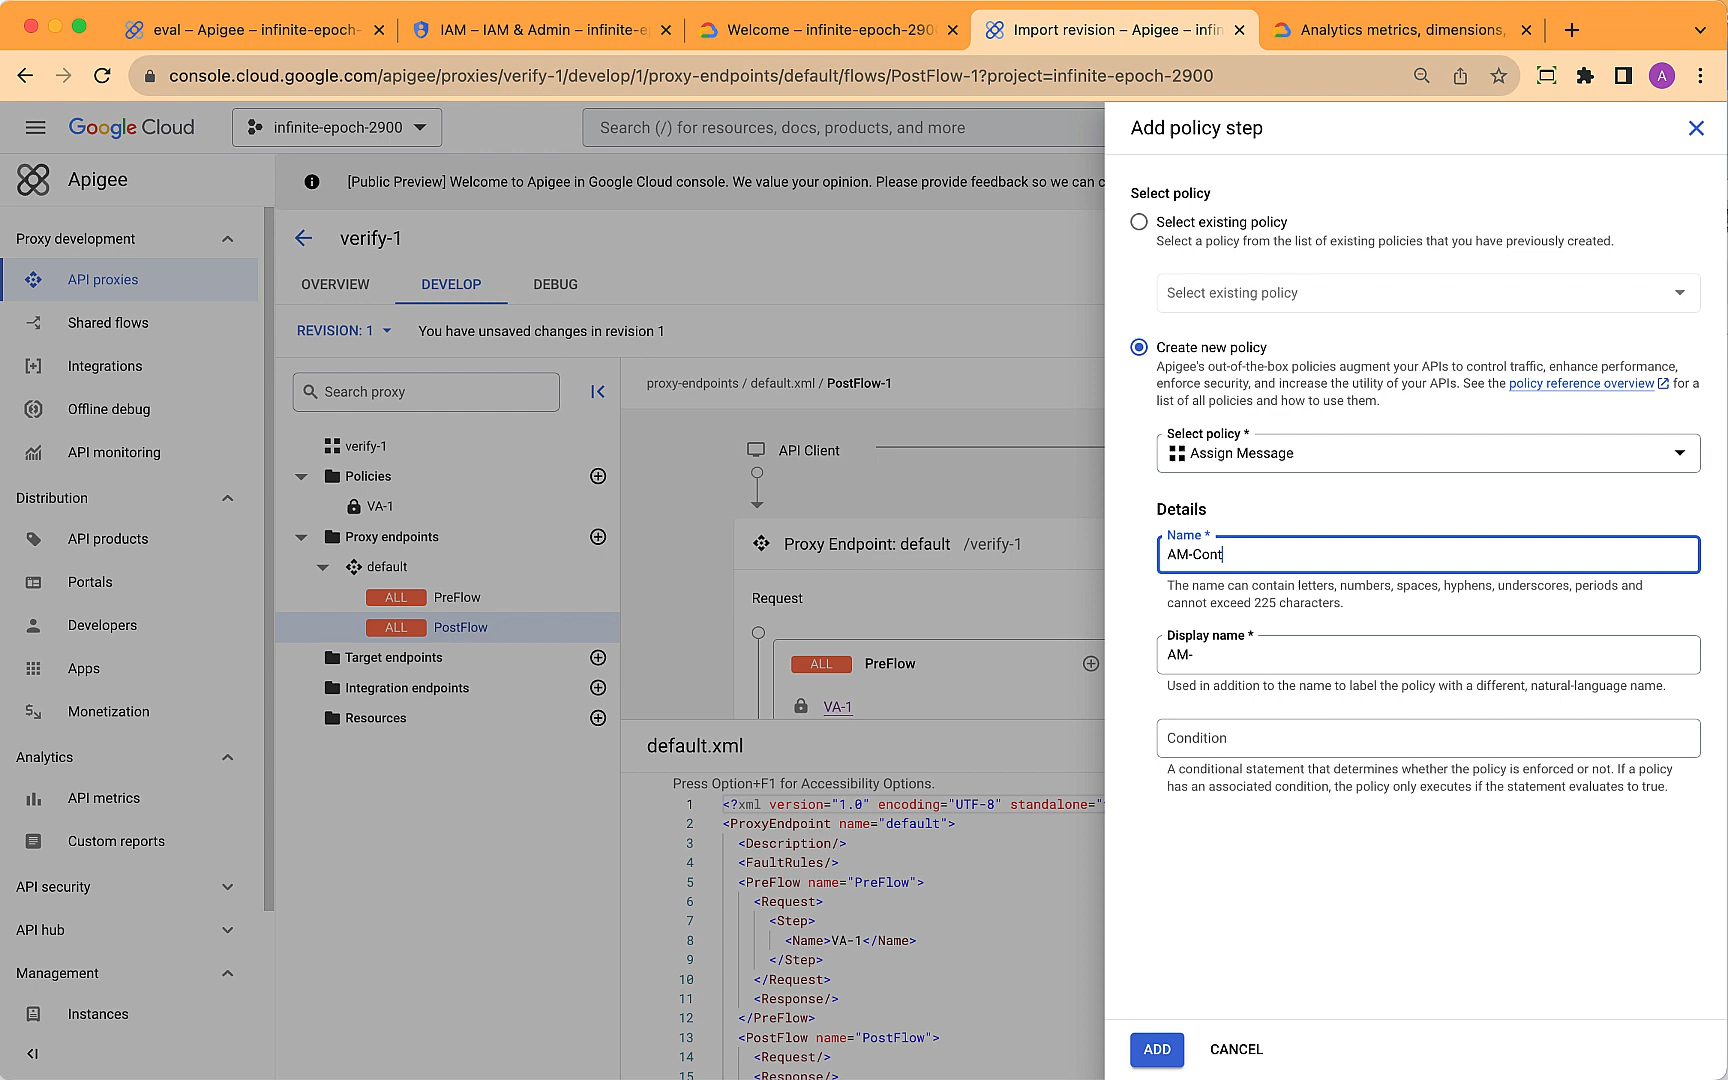 eval – Apigee – infinite-epoch-
IAM – IAM & Admin – infinite-e
Welcome – infinite-epoch-290
Import revision – Apigee – infin
Analytics metrics, dimensions,
console.cloud.google.com/apigee/proxies/verify-1/develop/1/proxy-endpoints/default/flows/PostFlow-1?project=infinite-epoch-2900
A
Google Cloud
infinite-epoch-2900
Search (/) for resources, docs, products, and more
Apigee
Proxy development
API proxies
Shared flows
Integrations
Offline debug
API monitoring
Distribution
API products
Portals
Developers
Apps
Monetization
Analytics
API metrics
Custom reports
API security
API hub
Management
Instances
[Public Preview] Welcome to Apigee in Google Cloud console. We value your opinion. Please provide feedback so we can c
verify-1
OVERVIEW
DEVELOP
DEBUG
REVISION: 1
You have unsaved changes in revision 1
Search proxy
verify-1
Policies
VA-1
Proxy endpoints
default
ALL PreFlow
ALL PostFlow
Target endpoints
Integration endpoints
Resources
proxy-endpoints / default.xml / PostFlow-1
API Client
Proxy Endpoint: default /verify-1
Request
ALL PreFlow
VA-1
default.xml
Press Option+F1 for Accessibility Options.
1 <?xml version="1.0" encoding="UTF-8" standalone="
2 <ProxyEndpoint name="default">
3 <Description/>
4 <FaultRules/>
5 <PreFlow name="PreFlow">
6 <Request>
7 <Step>
8 <Name>VA-1</Name>
9 </Step>
10 </Request>
11 <Response/>
12 </PreFlow>
13 <PostFlow name="PostFlow">
14 <Request/>
15 <Response/>
Add policy step
Select policy
Select existing policy
Select a policy from the list of existing policies that you have previously created.
Select existing policy
Create new policy
Apigee's out-of-the-box policies augment your APIs to control traffic, enhance performance,
enforce security, and increase the utility of your APIs. See the policy reference overview for a
list of all policies and how to use them.
Select policy *
Assign Message
Details
Name *
AM-Cont
The name can contain letters, numbers, spaces, hyphens, underscores, periods and
cannot exceed 225 characters.
Display name *
AM-
Used in addition to the name to label the policy with a different, natural-language name.
Condition
A conditional statement that determines whether the policy is enforced or not. If a policy
has an associated condition, the policy only executes if the statement evaluates to true.
ADD
CANCEL